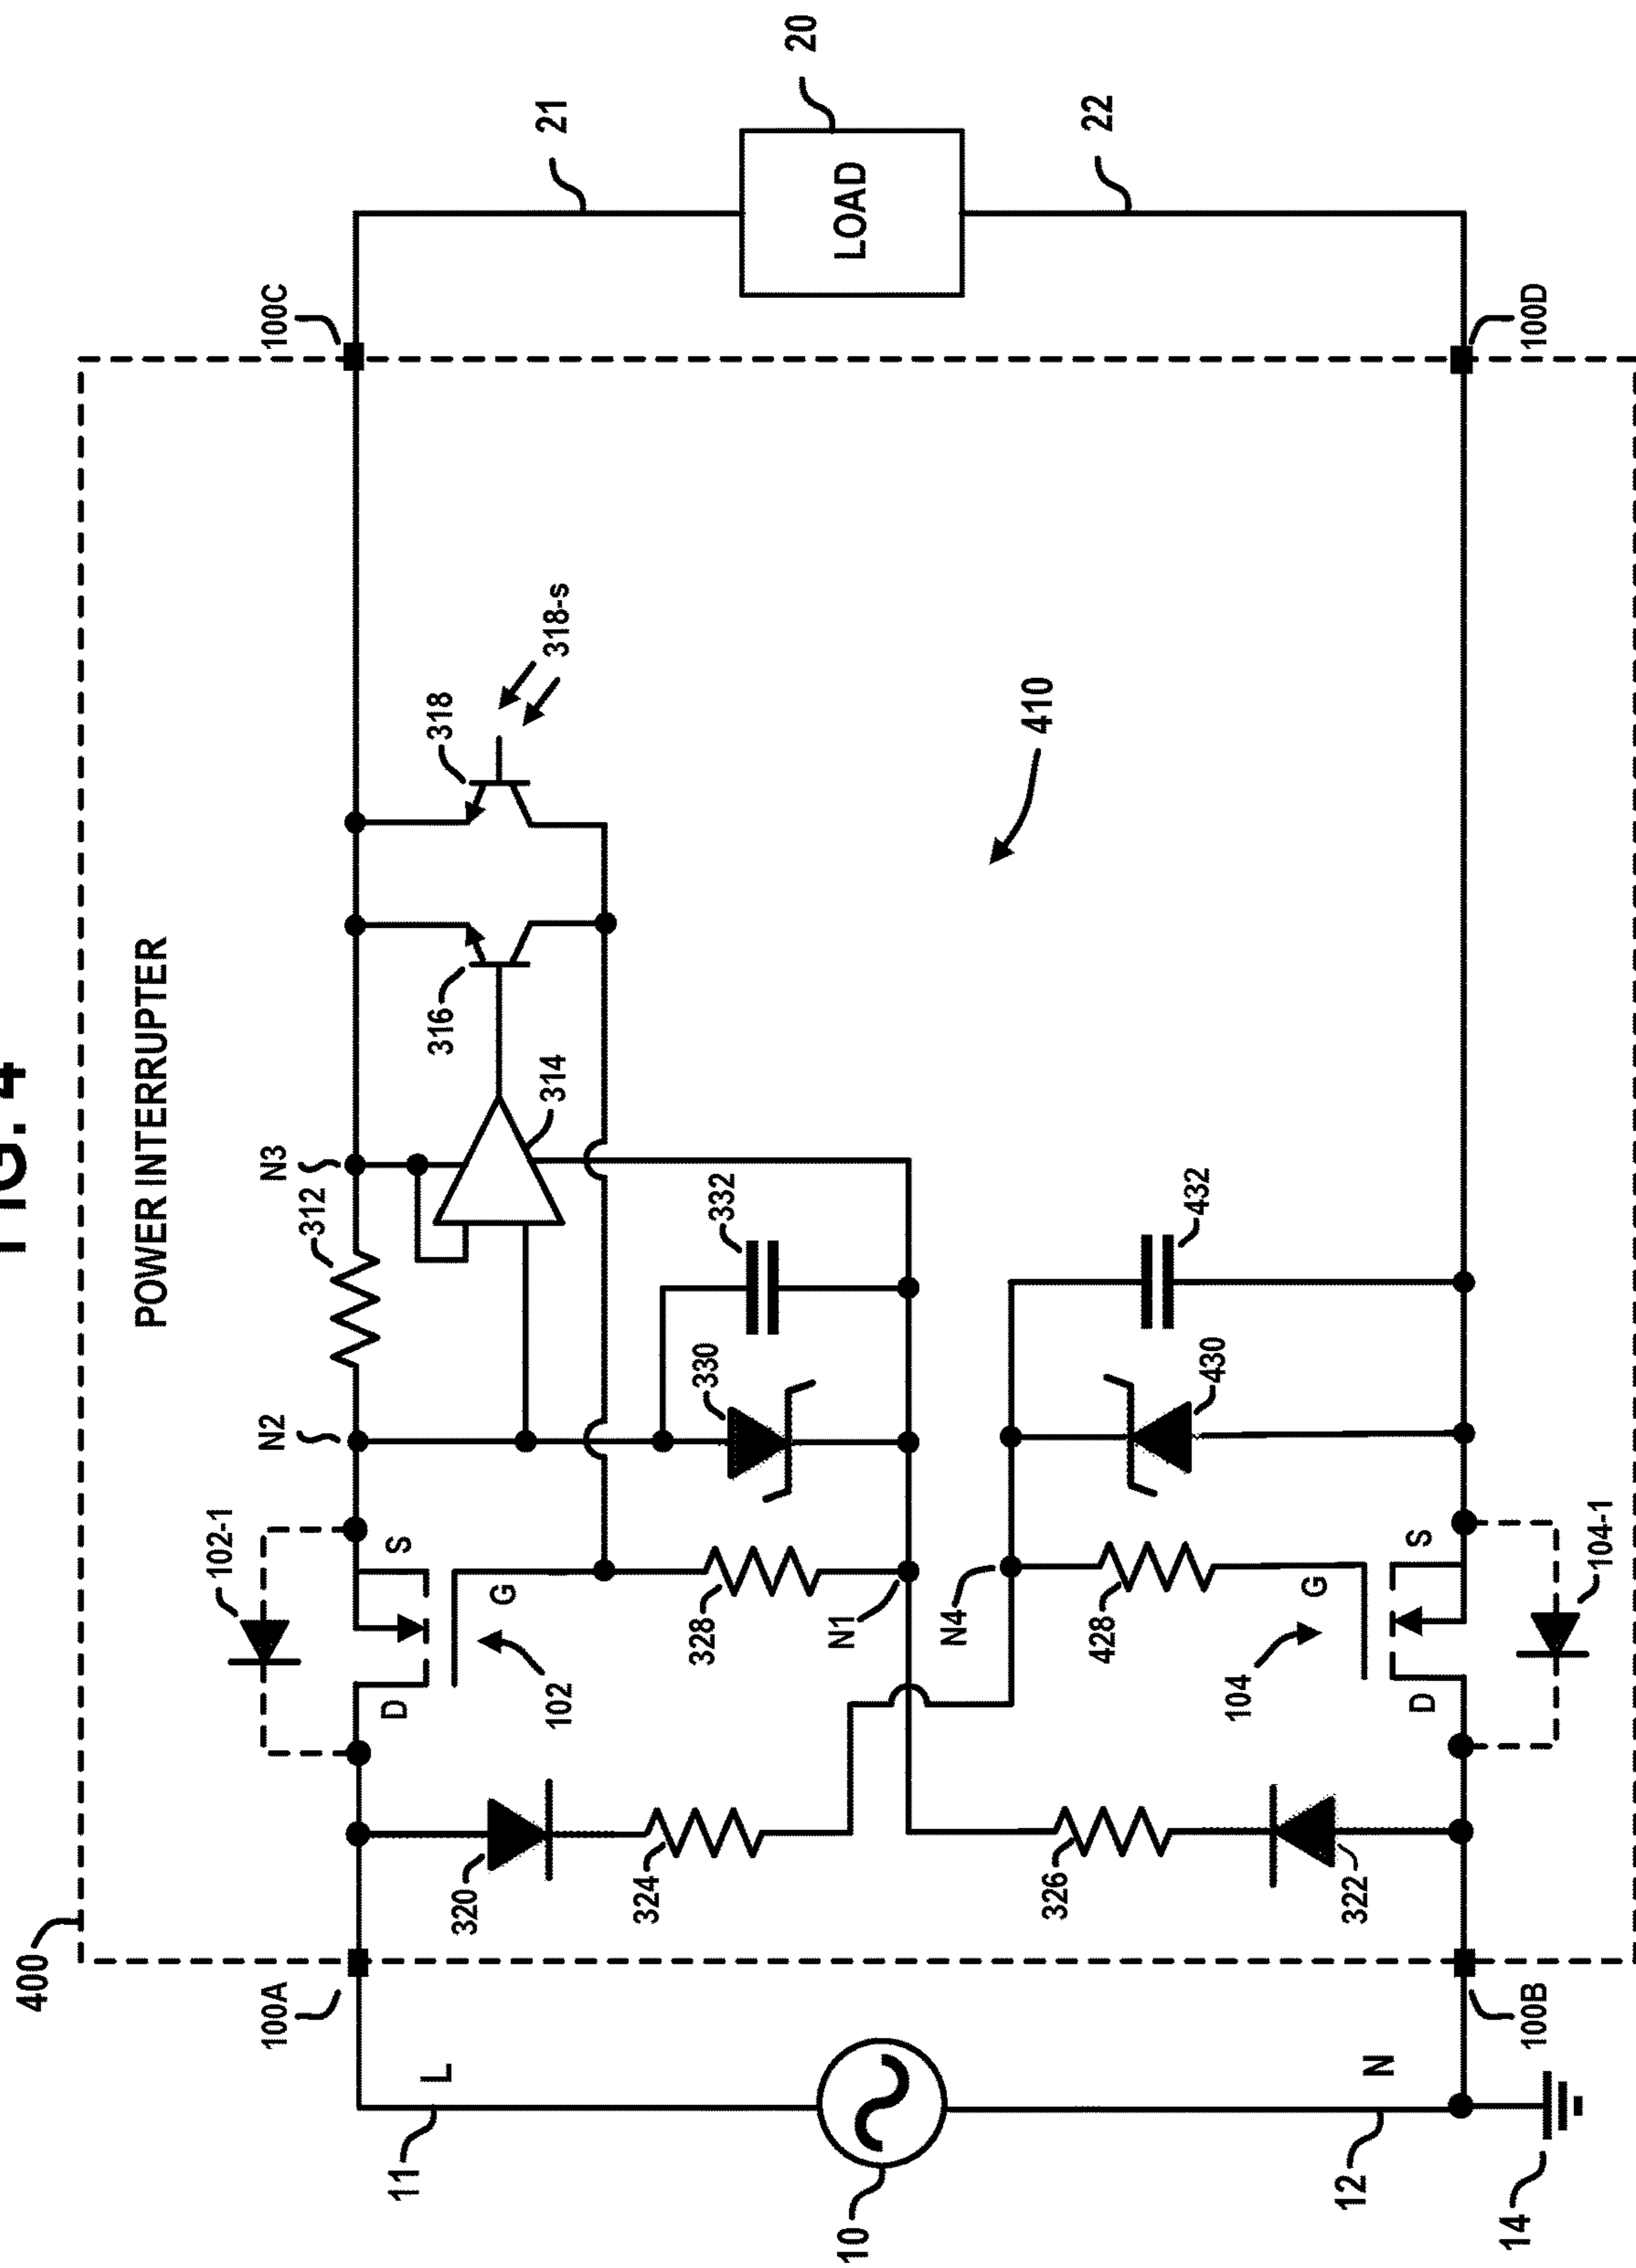 FIG. 4
400
POWER INTERRUPTER
100A
102-1
N2
N3
100C
312
11
L
D
S
316
318
21
320
102
G
314
318-s
324
328
330
332
20
10
N1
LOAD
N4
410
326
428
430
432
22
104
G
322
12
N
D
S
100B
14
104-1
100D